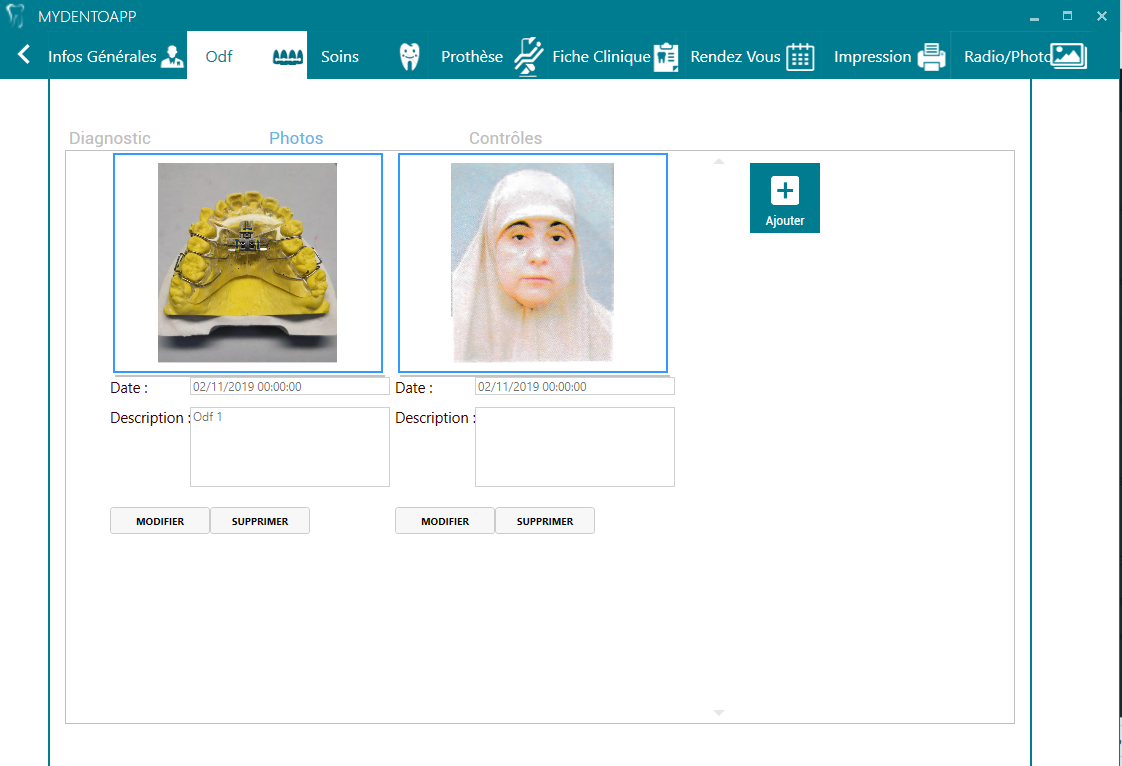 MYDENTOAPP
Infos Générales Odf Soins Prothèse Fiche Clinique Rendez Vous Impression Radio/Photo
Diagnostic Photos Contrôles
Ajouter
Date : 02/11/2019 00:00:00 Date : 02/11/2019 00:00:00
Description : Odf 1 Description :
MODIFIER SUPPRIMER MODIFIER SUPPRIMER